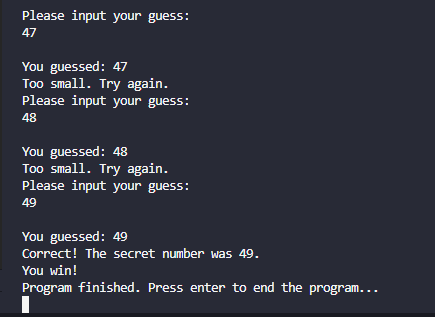 Please input your guess:
47
You guessed: 47
Too small. Try again.
Please input your guess:
48
You guessed: 48
Too small. Try again.
Please input your guess:
49
You guessed: 49
Correct! The secret number was 49.
You win!
Program finished. Press enter to end the program...